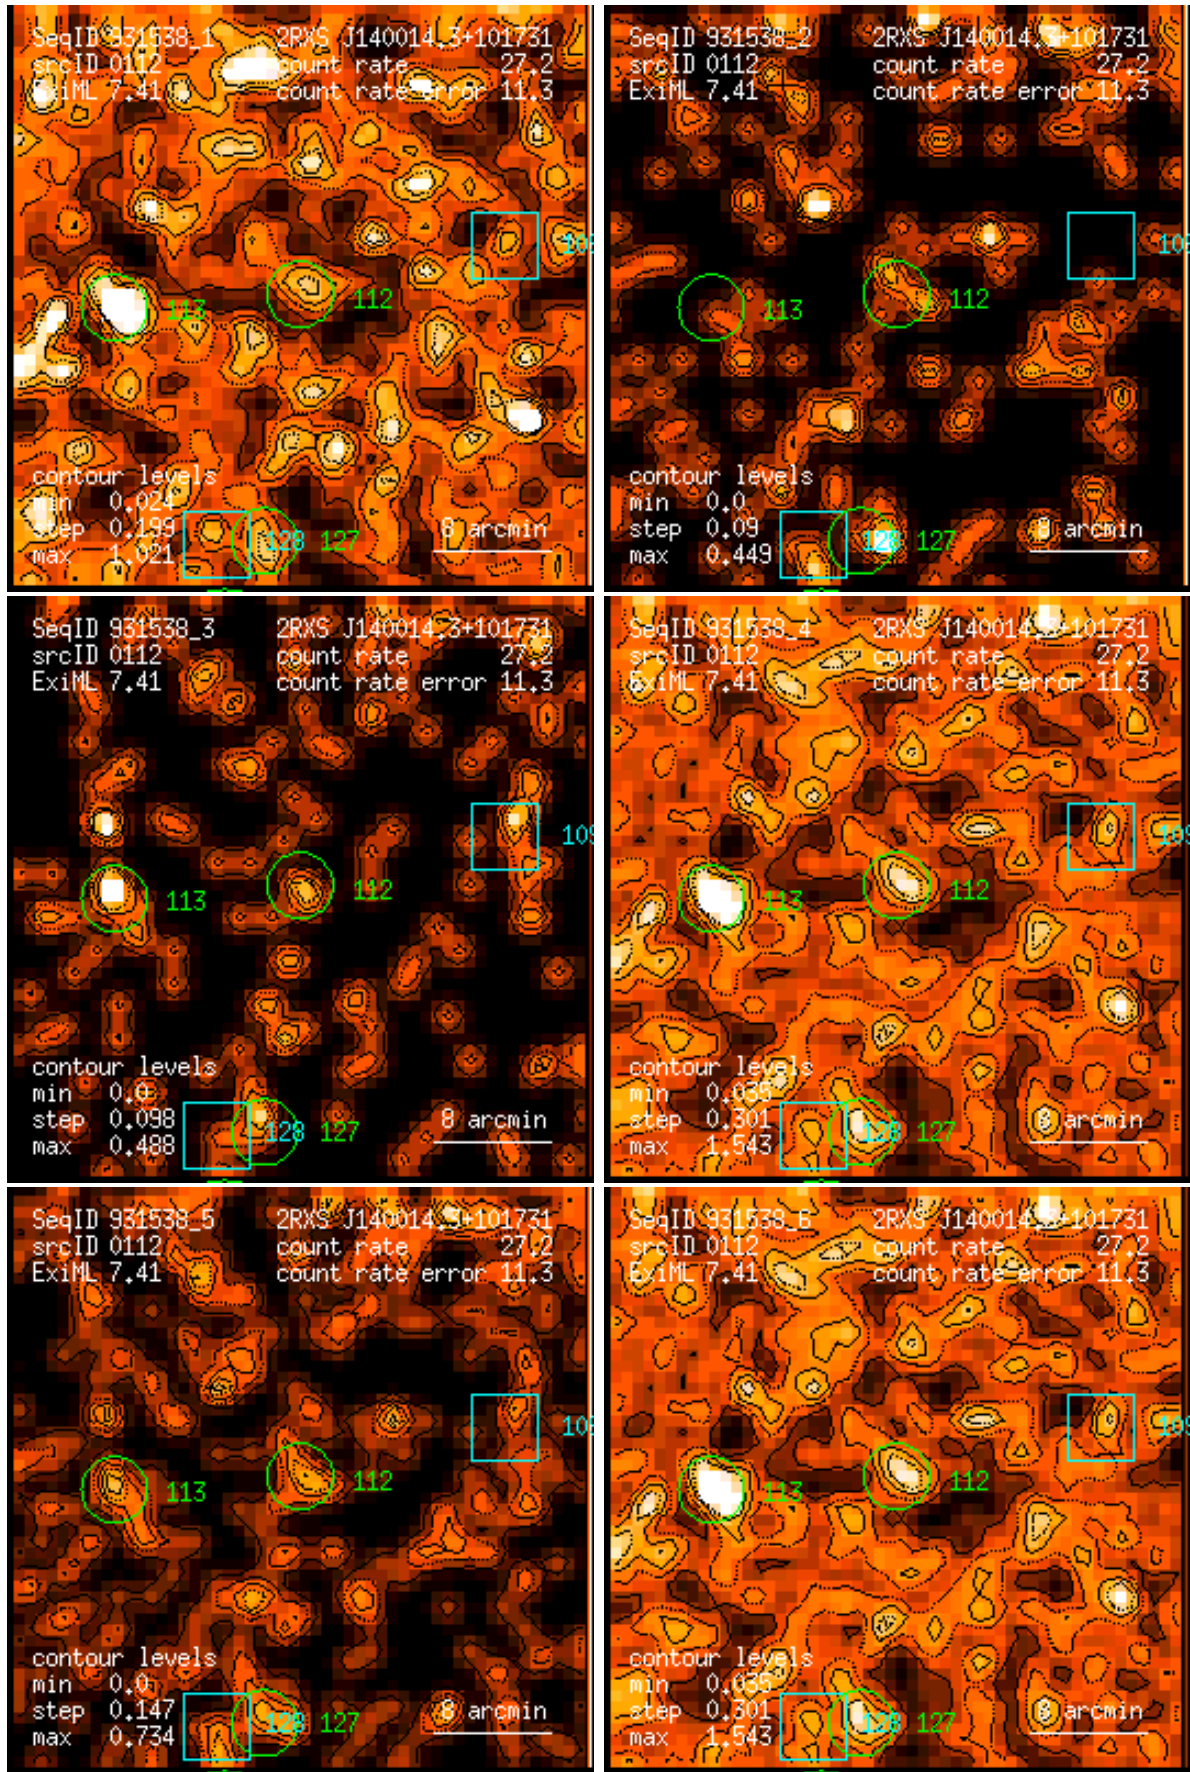 SeqID 931538_1 2RXS J140014.3+101731
srcID 0112 count rate 27.2
ExiML 7.41 count rate error 11.3
109
113 112
contour levels
min 0.024
step 0.199 8 arcmin
max 1.021 128 127
SeqID 931538_2 2RXS J140014.3+101731
srcID 0112 count rate 27.2
ExiML 7.41 count rate error 11.3
109
113 112
contour levels
min 0.0
step 0.09 8 arcmin
max 0.449 128 127
SeqID 931538_3 2RXS J140014.3+101731
srcID 0112 count rate 27.2
ExiML 7.41 count rate error 11.3
109
113 112
contour levels
min 0.0
step 0.098 8 arcmin
max 0.488 128 127
SeqID 931538_4 2RXS J140014.3+101731
srcID 0112 count rate 27.2
ExiML 7.41 count rate error 11.3
109
113 112
contour levels
min 0.035
step 0.301 8 arcmin
max 1.543 128 127
SeqID 931538_5 2RXS J140014.3+101731
srcID 0112 count rate 27.2
ExiML 7.41 count rate error 11.3
109
113 112
contour levels
min 0.0
step 0.147 8 arcmin
max 0.734 128 127
SeqID 931538_6 2RXS J140014.3+101731
srcID 0112 count rate 27.2
ExiML 7.41 count rate error 11.3
109
113 112
contour levels
min 0.035
step 0.301 8 arcmin
max 1.543 128 127